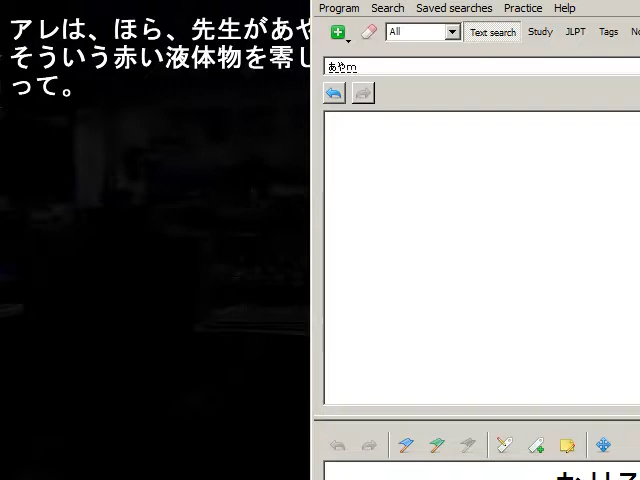 アレは、ほら、先生があや
そういう赤い液体物を零し
って。
Program Search Saved searches Practice Help
All Text search Study JLPT Tags
あやm